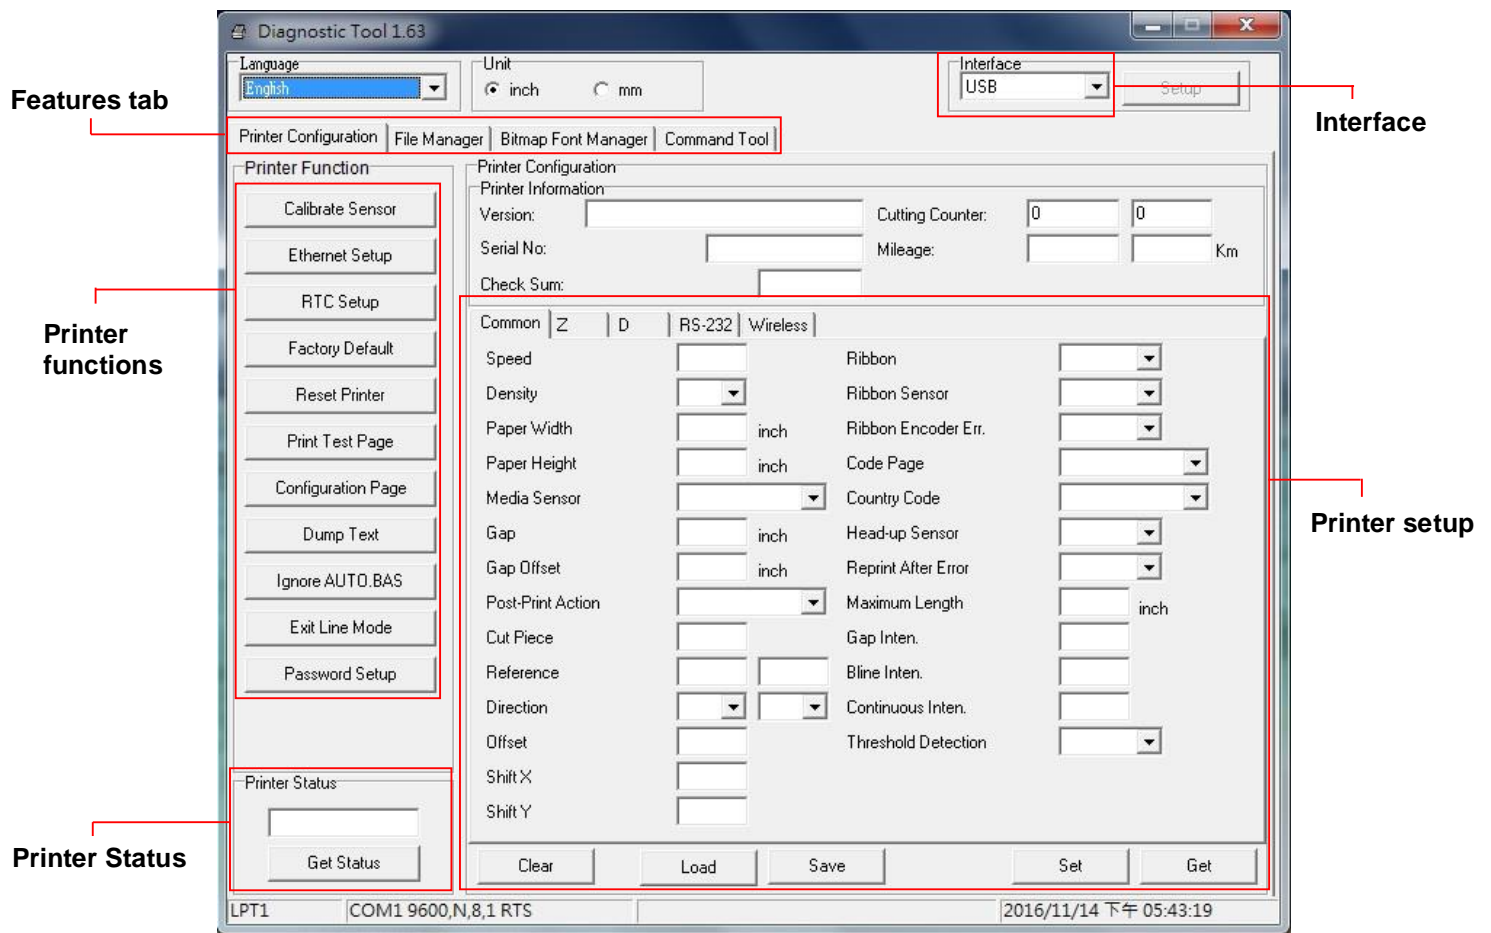 Diagnostic Tool 1.63
Language
English
Unit
inch
mm
Interface
USB
Setup
Features tab
Interface
Printer Configuration
File Manager
Bitmap Font Manager
Command Tool
Printer Function
Calibrate Sensor
Ethernet Setup
RTC Setup
Factory Default
Reset Printer
Print Test Page
Configuration Page
Dump Text
Ignore AUTO.BAS
Exit Line Mode
Password Setup
Printer functions
Printer Configuration
Printer Information
Version:
Cutting Counter: 0 0
Serial No:
Mileage: Km
Check Sum:
Common
Z
D
RS-232
Wireless
Speed
Density
Paper Width inch
Paper Height inch
Media Sensor
Gap inch
Gap Offset inch
Post-Print Action
Cut Piece
Reference
Direction
Offset
Shift X
Shift Y
Ribbon
Ribbon Sensor
Ribbon Encoder Err.
Code Page
Country Code
Head-up Sensor
Reprint After Error
Maximum Length inch
Gap Inten.
Bline Inten.
Continuous Inten.
Threshold Detection
Printer setup
Printer Status
Get Status
Printer Status
Clear
Load
Save
Set
Get
LPT1
COM1 9600,N,8,1 RTS
2016/11/14 下午 05:43:19